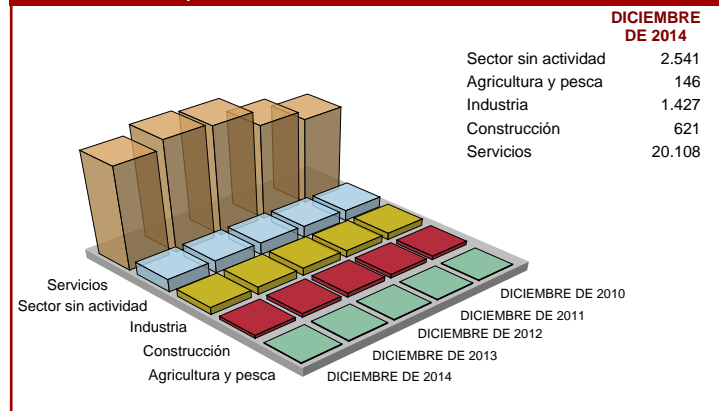 DICIEMBRE
DE 2014
Sector sin actividad 2.541
Agricultura y pesca 146
Industria 1.427
Construcción 621
Servicios 20.108
Servicios
Sector sin actividad
Industria
Construcción
Agricultura y pesca
DICIEMBRE DE 2010
DICIEMBRE DE 2011
DICIEMBRE DE 2012
DICIEMBRE DE 2013
DICIEMBRE DE 2014